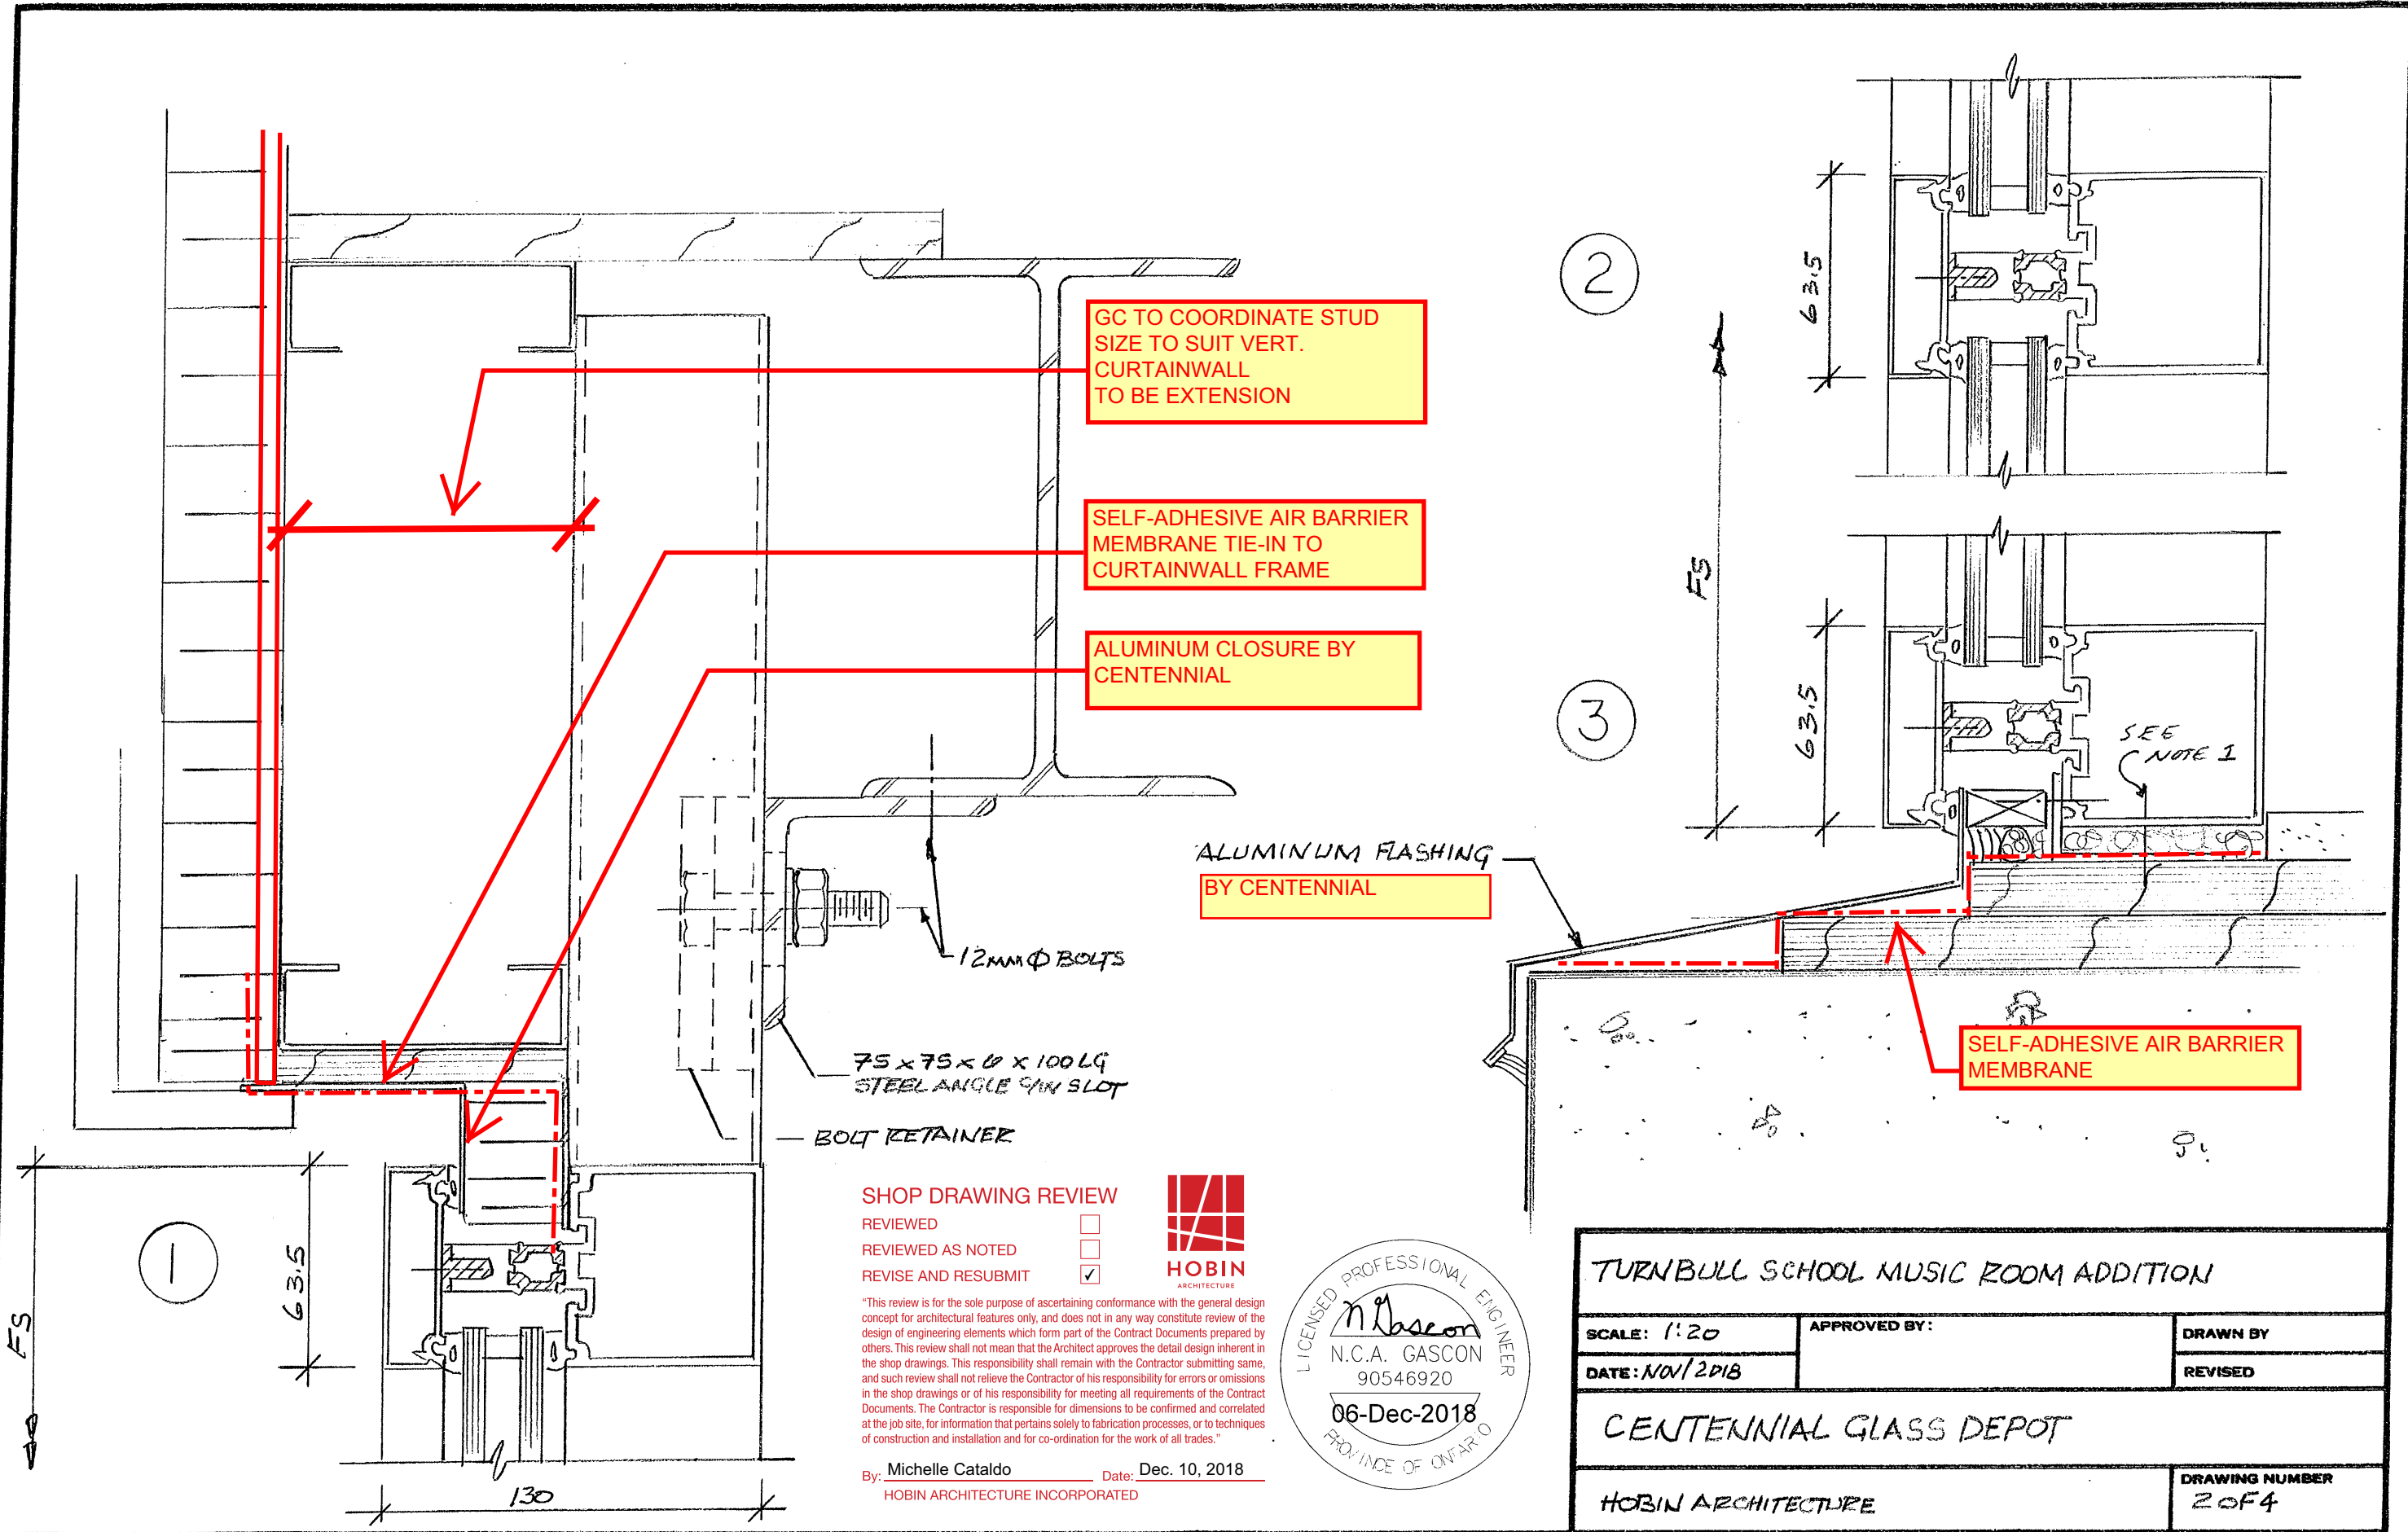 GC TO COORDINATE STUD
SIZE TO SUIT VERT.
CURTAINWALL
TO BE EXTENSION
SELF-ADHESIVE AIR BARRIER
MEMBRANE TIE-IN TO
CURTAINWALL FRAME
ALUMINUM CLOSURE BY
CENTENNIAL
12MM Ø BOLTS
75 x 75 x 6 x 100 LG
STEEL ANGLE C/W SLOT
BOLT RETAINER
1
FS
63.5
130
2
63.5
FS
3
63.5
SEE
NOTE 1
ALUMINUM FLASHING
BY CENTENNIAL
SELF-ADHESIVE AIR BARRIER
MEMBRANE
SHOP DRAWING REVIEW
REVIEWED
REVIEWED AS NOTED
REVISE AND RESUBMIT ✓
HOBIN
ARCHITECTURE
“This review is for the sole purpose of ascertaining conformance with the general design
concept for architectural features only, and does not in any way constitute review of the
design of engineering elements which form part of the Contract Documents prepared by
others. This review shall not mean that the Architect approves the detail design inherent in
the shop drawings. This responsibility shall remain with the Contractor submitting same,
and such review shall not relieve the Contractor of his responsibility for errors or omissions
in the shop drawings or of his responsibility for meeting all requirements of the Contract
Documents. The Contractor is responsible for dimensions to be confirmed and correlated
at the job site, for information that pertains solely to fabrication processes, or to techniques
of construction and installation and for co-ordination for the work of all trades.”
By: Michelle Cataldo Date: Dec. 10, 2018
HOBIN ARCHITECTURE INCORPORATED
LICENSED PROFESSIONAL ENGINEER
N Gascon
N.C.A. GASCON
90546920
06-Dec-2018
PROVINCE OF ONTARIO
TURNBULL SCHOOL MUSIC ROOM ADDITION
SCALE: 1:20
APPROVED BY:
DRAWN BY
DATE: NOV/2018
REVISED
CENTENNIAL GLASS DEPOT
HOBIN ARCHITECTURE
DRAWING NUMBER
2 OF 4